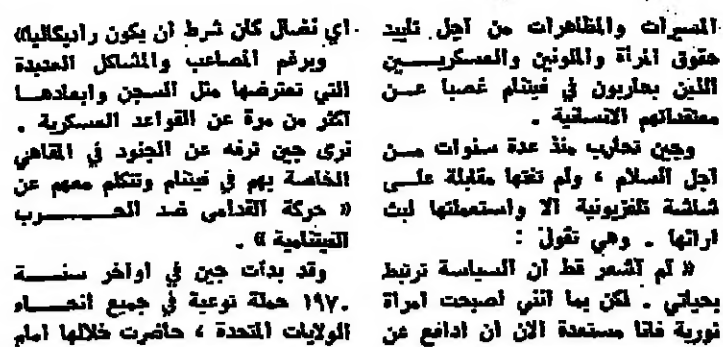 المسيرات والمظاهرات من اجل تاييد
حقوق المرأة والملونين والعسكريين
الذين يحاربون في فيتنام غصبا عن
معتقداتهم الانسانية .
وجين تحارب منذ عدة سنوات من
اجل السلام ، ولم تفتها مقابلة على
شاشة تلفزيونية الا واستعملتها لبث
ارائها . وهي تقول :
« لم أشعر قط ان السياسة ترتبط
بحياتي . لكن بما انني اصبحت امرأة
ثورية فانا مستعدة الان ان ادافع عن
اي نضال كان شرط ان يكون راديكاليا»
وبرغم المصاعب والمشاكل العديدة
التي تعترضها مثل السجن وابعادها
اكثر من مرة عن القواعد العسكرية .
نرى جين ترفه عن الجنود في المقاهي
الخاصة بهم في فيتنام وتتكلم معهم عن
« حركة القدامى ضد الحرب
الفيتنامية » .
وقد بدأت جين في أواخر سنة
١٩٧٠ حملة توعية في جميع انحاء
الولايات المتحدة ، حاضرت خلالها امام